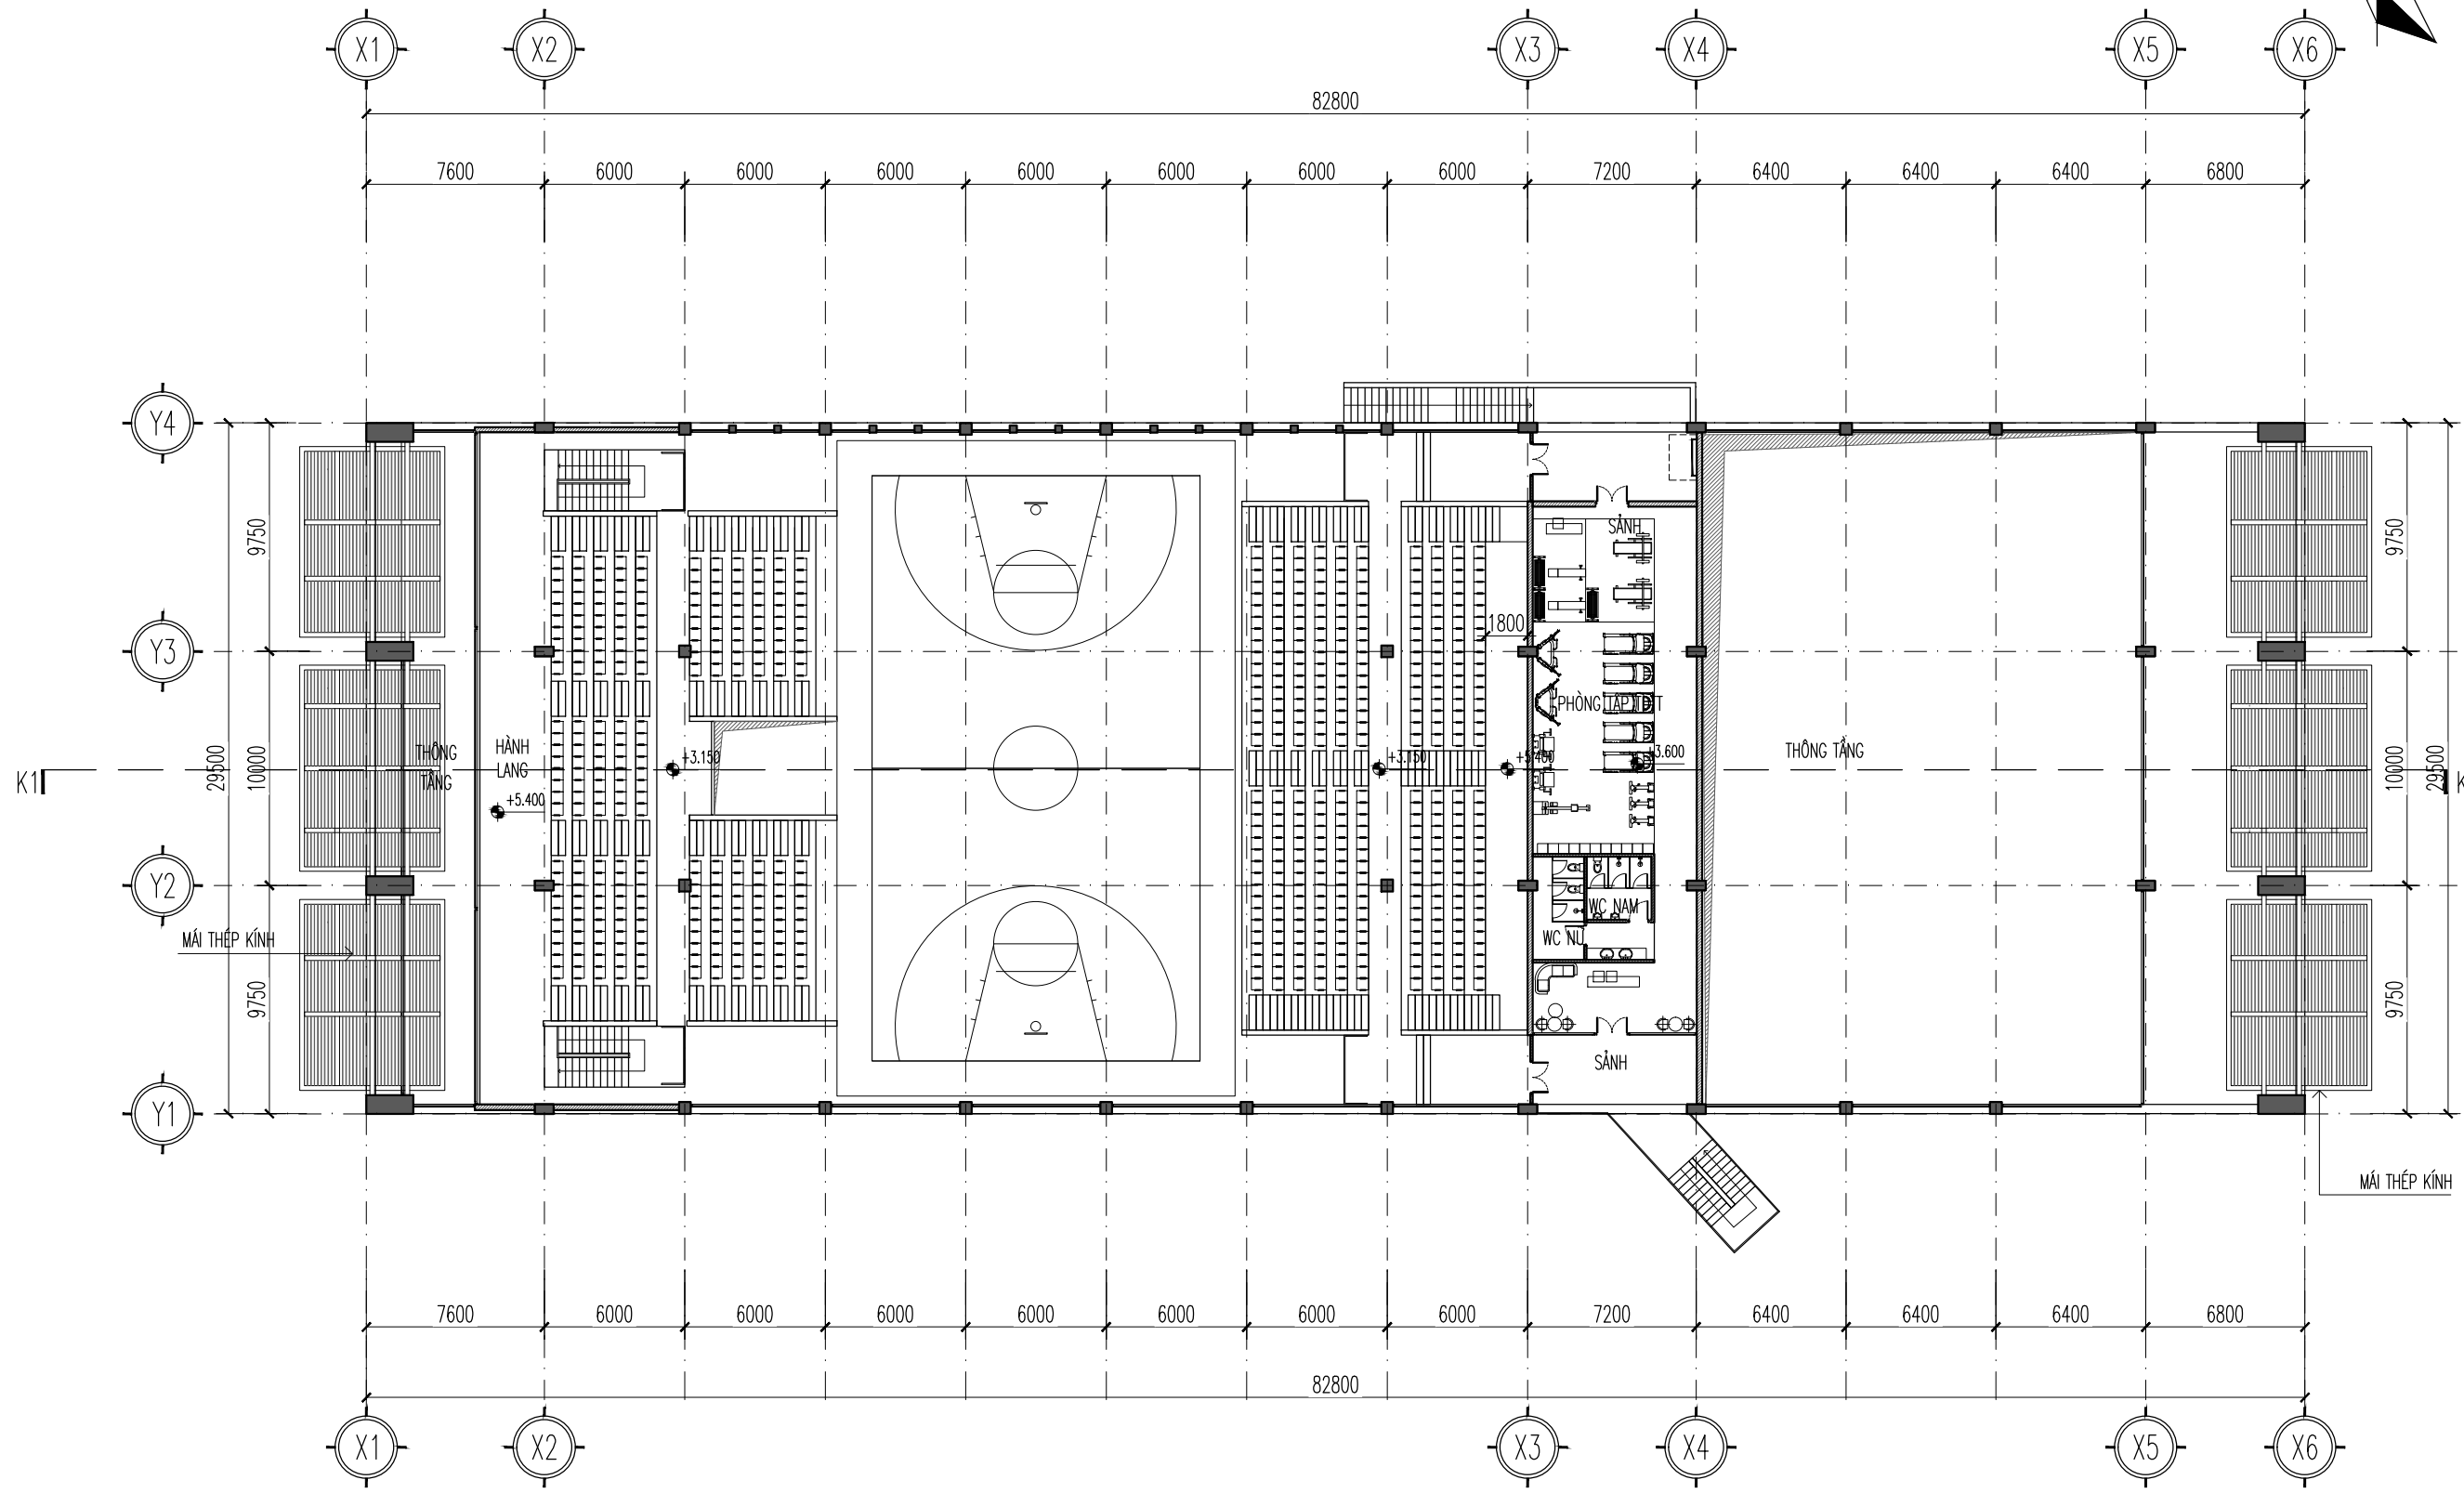 X1 X2 X3 X4 X5 X6
82800
7600 6000 6000 6000 6000 6000 6000 6000 7200 6400 6400 6400 6800
Y4
9750 9750
SẢNH
Y3
1800
PHÒNG TẬP TDTT
29500 10000 10000 29500
THÔNG
TẦNG
HÀNH
LANG
+5.400
+3.150
+3.150
+5.400
+3.600
THÔNG TẦNG
K1
K
Y2
WC NAM
WC NỮ
MÁI THÉP KÍNH
9750 9750
SẢNH
Y1
MÁI THÉP KÍNH
7600 6000 6000 6000 6000 6000 6000 6000 7200 6400 6400 6400 6800
82800
X1 X2 X3 X4 X5 X6